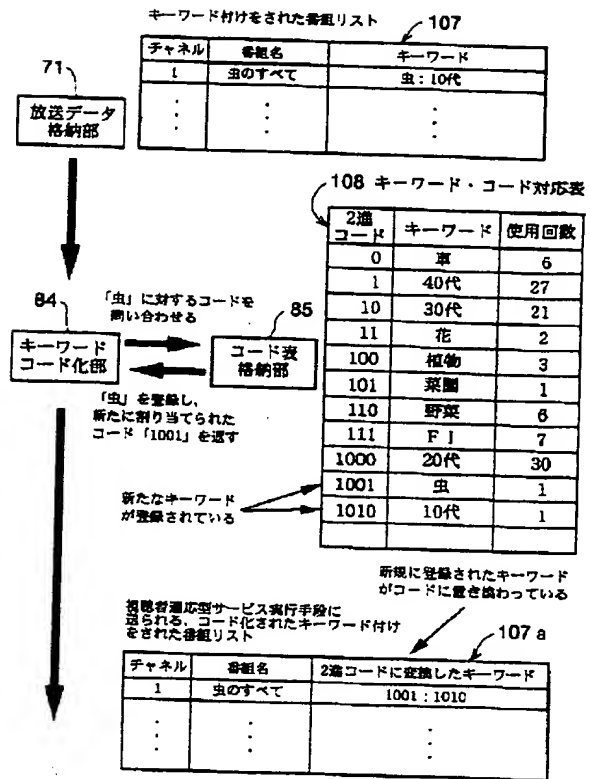 キーワード付けをされた番組リスト
107
チャネル 番組名 キーワード
1 虫のすべて 虫：10代
71
放送データ
格納部
108 キーワード・コード対応表
2進
コード キーワード 使用回数
0 車 6
1 40代 27
10 30代 21
11 花 2
100 植物 3
101 菜園 1
110 野菜 6
111 FJ 7
1000 20代 30
1001 虫 1
1010 10代 1
84
「虫」に対するコードを
問い合わせる
85
キーワード
コード化部
コード表
格納部
「虫」を登録し、
新たに割り当てられた
コード「1001」を返す
新たなキーワード
が登録されている
新規に登録されたキーワード
がコードに置き換わっている
視聴者適応型サービス実行手段に
送られる、コード化されたキーワード付け
をされた番組リスト
107a
チャネル 番組名 2進コードに変換したキーワード
1 虫のすべて 1001：1010